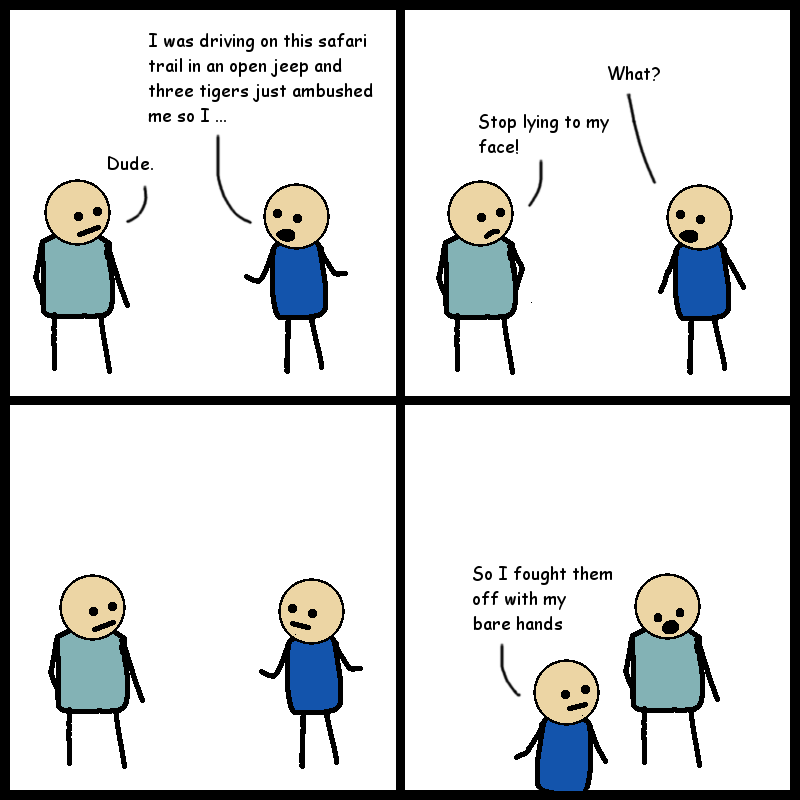 I was driving on this safari
trail in an open jeep and
three tigers just ambushed
me so I ...
Dude.
What?
Stop lying to my
face!
So I fought them
off with my
bare hands